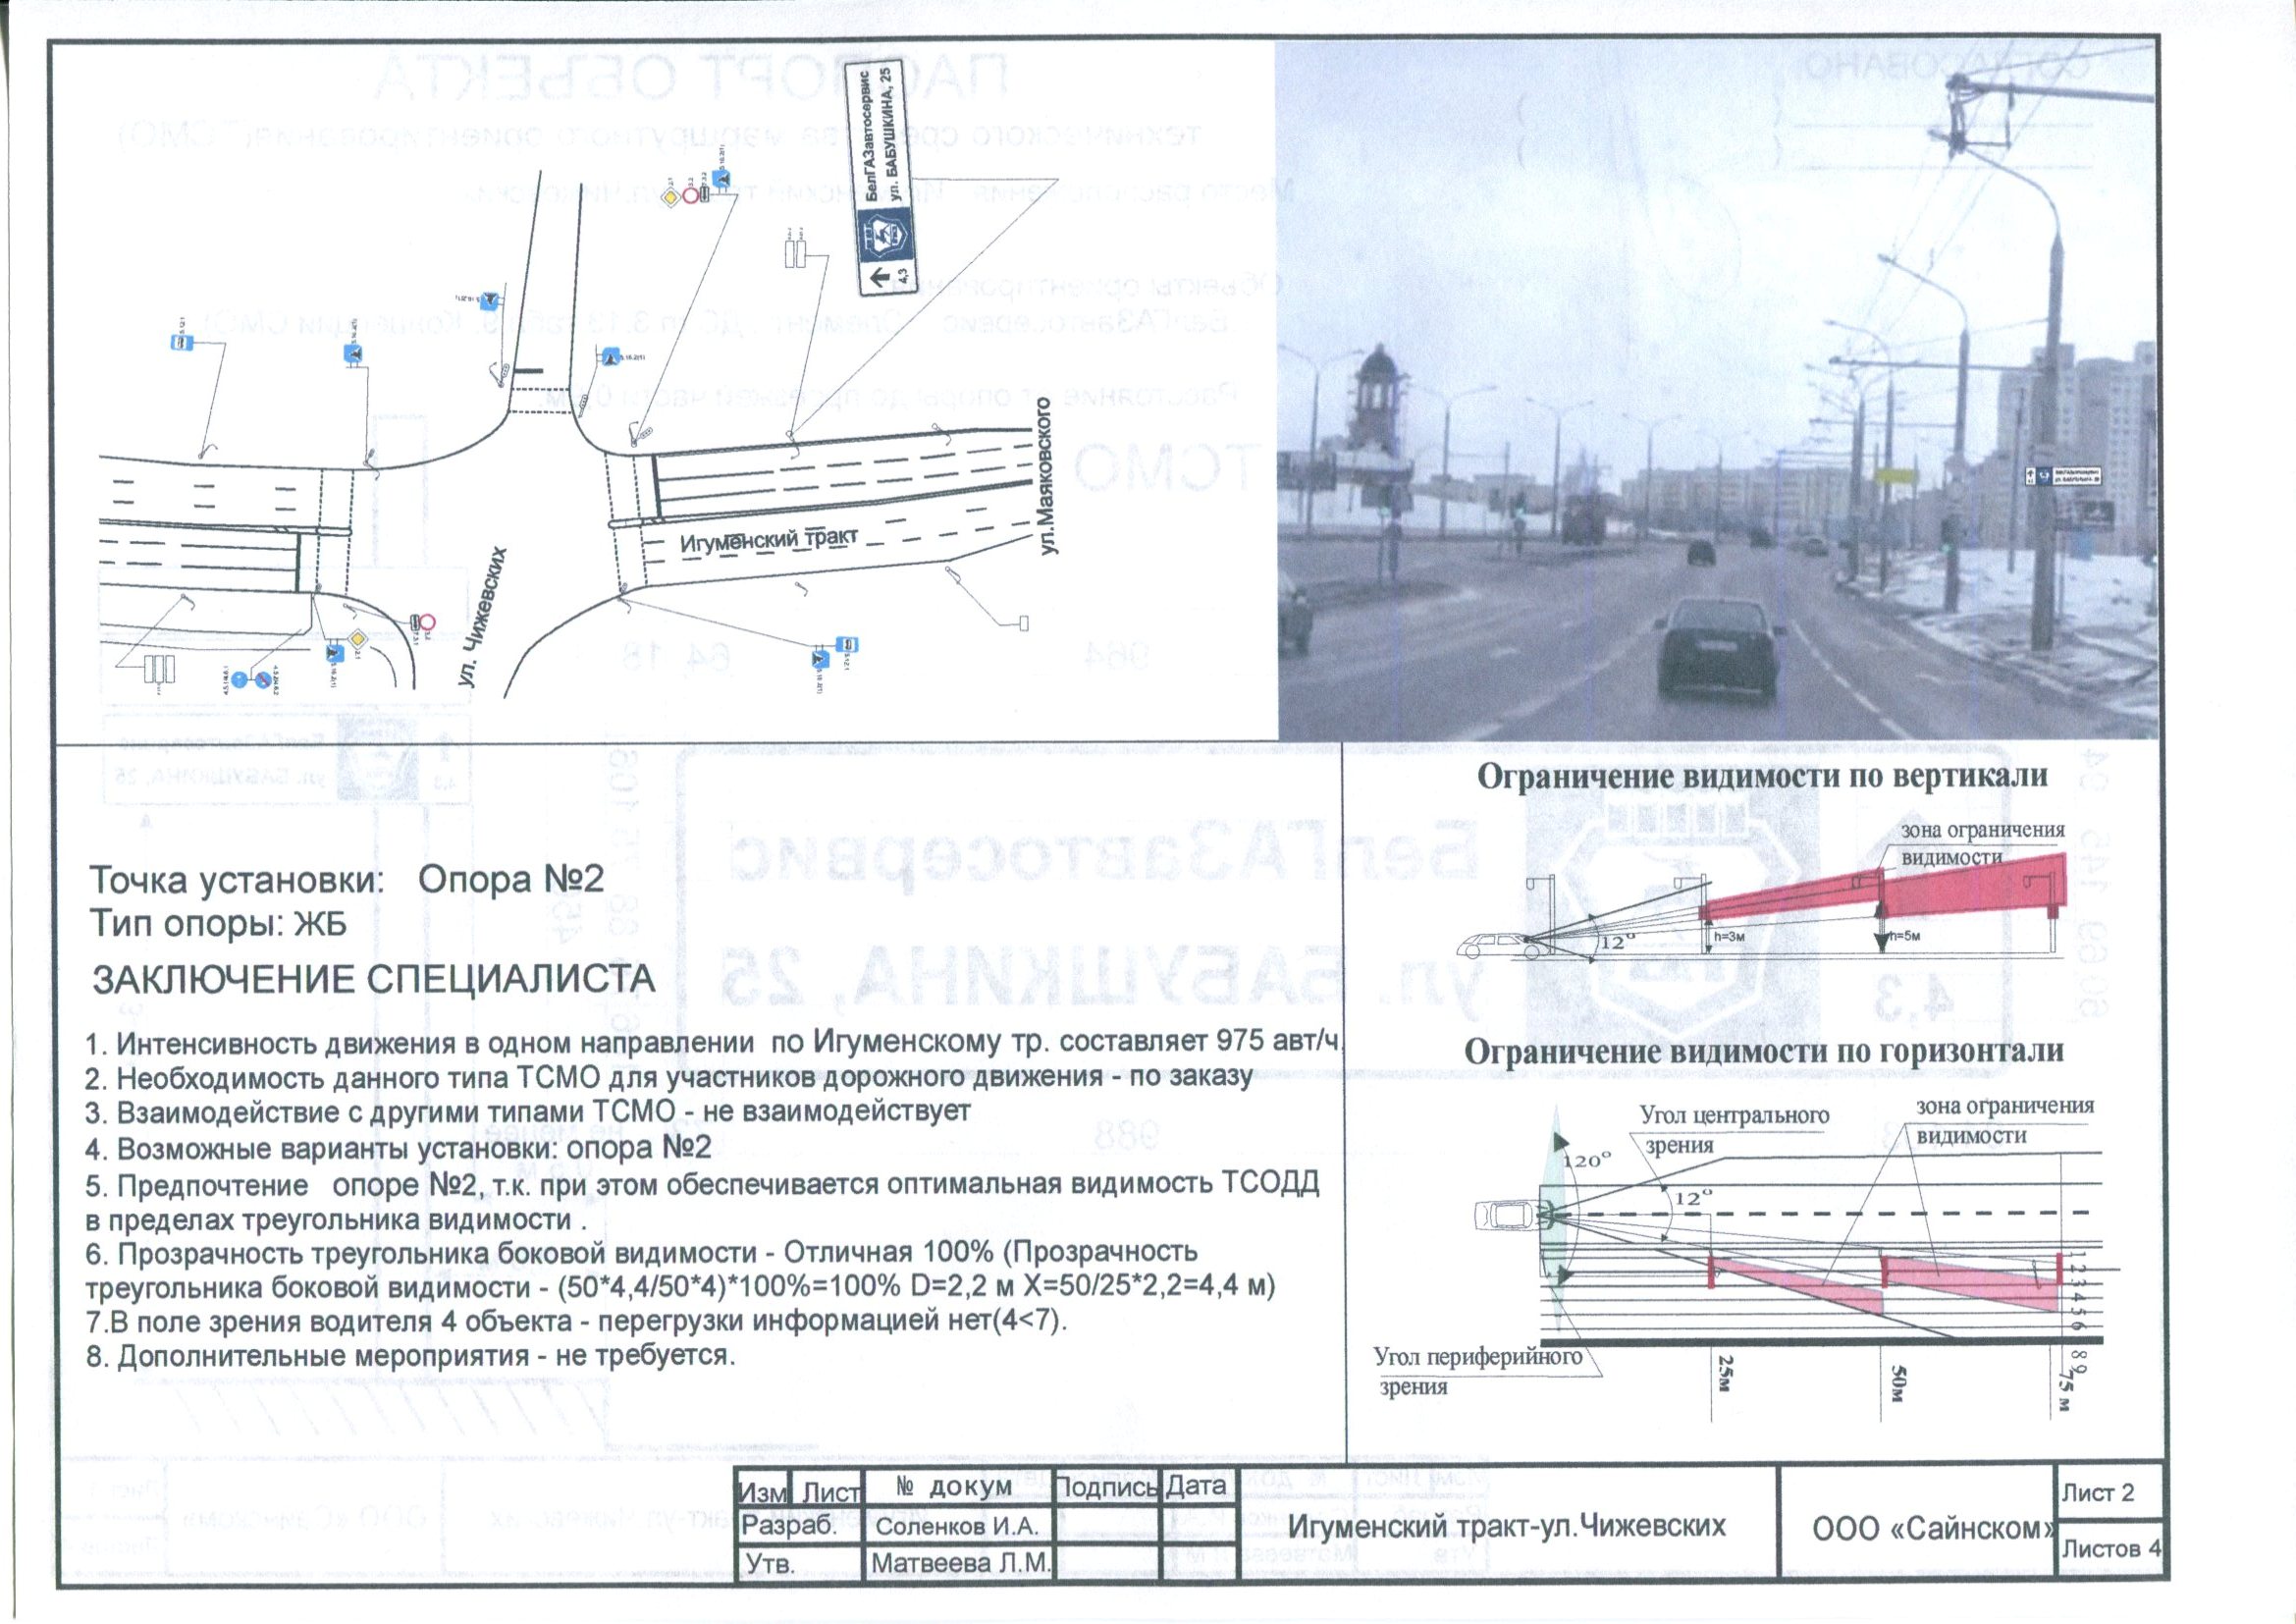 БелГАЗавтосервис
ул. БАБУШКИНА, 25
4,3
ул.Маяковского
Игуменский тракт
ул. Чижевских
Точка установки: Опора №2
Тип опоры: ЖБ
ЗАКЛЮЧЕНИЕ СПЕЦИАЛИСТА
1. Интенсивность движения в одном направлении по Игуменскому тр. составляет 975 авт/ч.
2. Необходимость данного типа ТСМО для участников дорожного движения - по заказу
3. Взаимодействие с другими типами ТСМО - не взаимодействует
4. Возможные варианты установки: опора №2
5. Предпочтение опоре №2, т.к. при этом обеспечивается оптимальная видимость ТСОДД
в пределах треугольника видимости .
6. Прозрачность треугольника боковой видимости - Отличная 100% (Прозрачность
треугольника боковой видимости - (50*4,4/50*4)*100%=100% D=2,2 м X=50/25*2,2=4,4 м)
7.В поле зрения водителя 4 объекта - перегрузки информацией нет(4<7).
8. Дополнительные мероприятия - не требуется.
Ограничение видимости по вертикали
зона ограничения
видимости
12°
h=3м
h=5м
Ограничение видимости по горизонтали
Угол центрального
зрения
зона ограничения
видимости
120°
12°
1 2 3 4 5 6
8 9
Угол периферийного
зрения
25м
50м
75 м
Изм Лист № докум Подпись Дата
Разраб. Соленков И.А.
Утв. Матвеева Л.М.
Игуменский тракт-ул.Чижевских
ООО «Сайнском»
Лист 2
Листов 4